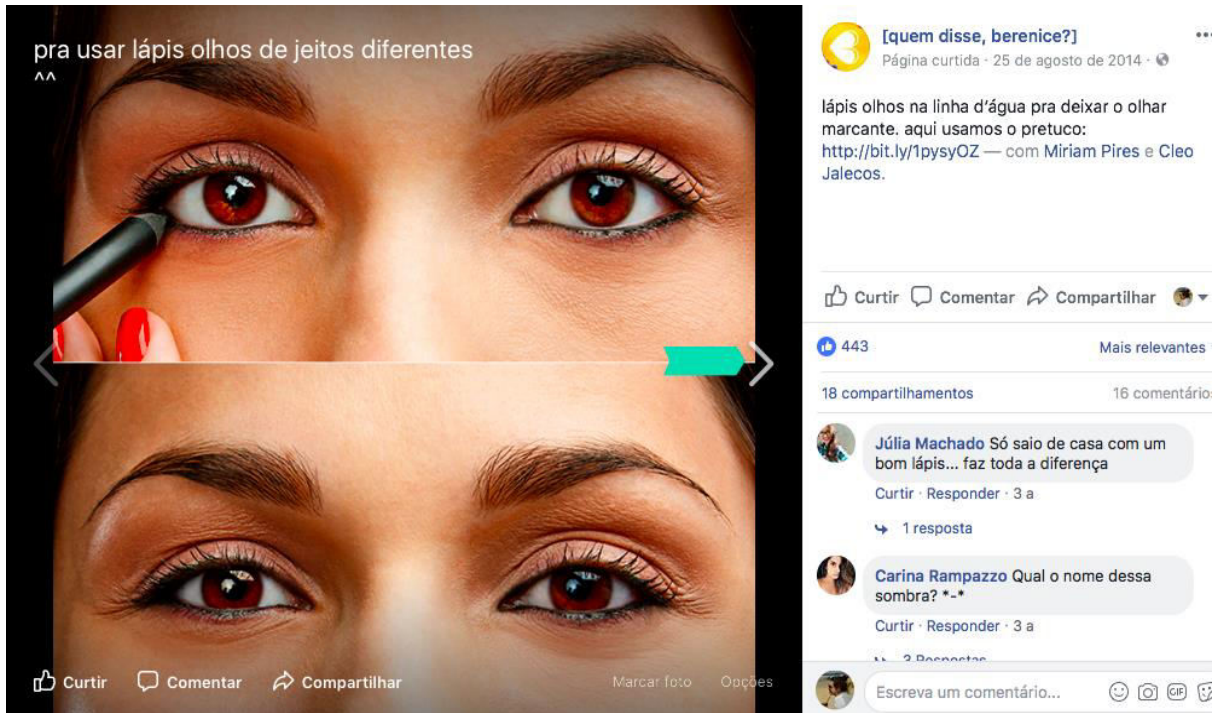 pra usar lápis olhos de jeitos diferentes
^^
Curtir Comentar Compartilhar
Marcar foto Opções
[quem disse, berenice?]
Página curtida · 25 de agosto de 2014 ·
lápis olhos na linha d'água pra deixar o olhar
marcante. aqui usamos o pretuco:
http://bit.ly/1pysyOZ — com Miriam Pires e Cleo
Jalecos.
Curtir Comentar Compartilhar
443 Mais relevantes
18 compartilhamentos 16 comentários
Júlia Machado Só saio de casa com um
bom lápis... faz toda a diferença
Curtir · Responder · 3 a
1 resposta
Carina Rampazzo Qual o nome dessa
sombra? *-*
Curtir · Responder · 3 a
3 Respostas
Escreva um comentário...
GIF